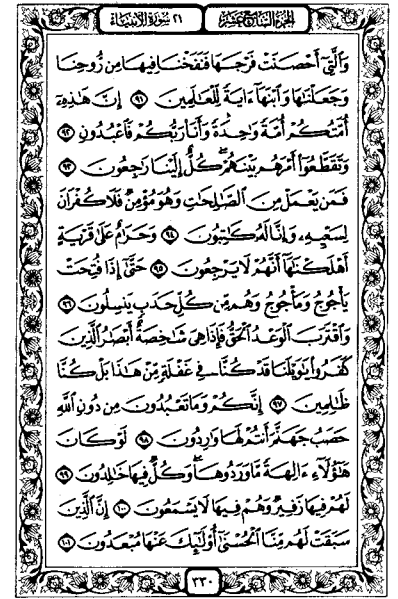 الجزء السابع عشر
٢١ سورة الأنبياء
وَٱلَّتِىٓ أَحْصَنَتْ فَرْجَهَا فَنَفَخْنَا فِيهَا مِن رُّوحِنَا
وَجَعَلْنَٰهَا وَٱبْنَهَآ ءَايَةً لِّلْعَٰلَمِينَ ٩١ إِنَّ هَٰذِهِۦٓ
أُمَّتُكُمْ أُمَّةً وَٰحِدَةً وَأَنَا۠ رَبُّكُمْ فَٱعْبُدُونِ ٩٢
وَتَقَطَّعُوٓا۟ أَمْرَهُم بَيْنَهُمْ ۖ كُلٌّ إِلَيْنَا رَٰجِعُونَ ٩٣
فَمَن يَعْمَلْ مِنَ ٱلصَّٰلِحَٰتِ وَهُوَ مُؤْمِنٌ فَلَا كُفْرَانَ
لِسَعْيِهِۦ وَإِنَّا لَهُۥ كَٰتِبُونَ ٩٤ وَحَرَٰمٌ عَلَىٰ قَرْيَةٍ
أَهْلَكْنَٰهَآ أَنَّهُمْ لَا يَرْجِعُونَ ٩٥ حَتَّىٰٓ إِذَا فُتِحَتْ
يَأْجُوجُ وَمَأْجُوجُ وَهُم مِّن كُلِّ حَدَبٍ يَنسِلُونَ ٩٦
وَٱقْتَرَبَ ٱلْوَعْدُ ٱلْحَقُّ فَإِذَا هِىَ شَٰخِصَةٌ أَبْصَٰرُ ٱلَّذِينَ
كَفَرُوا۟ يَٰوَيْلَنَا قَدْ كُنَّا فِى غَفْلَةٍ مِّنْ هَٰذَا بَلْ كُنَّا
ظَٰلِمِينَ ٩٧ إِنَّكُمْ وَمَا تَعْبُدُونَ مِن دُونِ ٱللَّهِ
حَصَبُ جَهَنَّمَ أَنتُمْ لَهَا وَٰرِدُونَ ٩٨ لَوْ كَانَ
هَٰٓؤُلَآءِ ءَالِهَةً مَّا وَرَدُوهَا ۖ وَكُلٌّ فِيهَا خَٰلِدُونَ ٩٩
لَهُمْ فِيهَا زَفِيرٌ وَهُمْ فِيهَا لَا يَسْمَعُونَ ١٠٠ إِنَّ ٱلَّذِينَ
سَبَقَتْ لَهُم مِّنَّا ٱلْحُسْنَىٰٓ أُو۟لَٰٓئِكَ عَنْهَا مُبْعَدُونَ ١٠١
٣٣٠